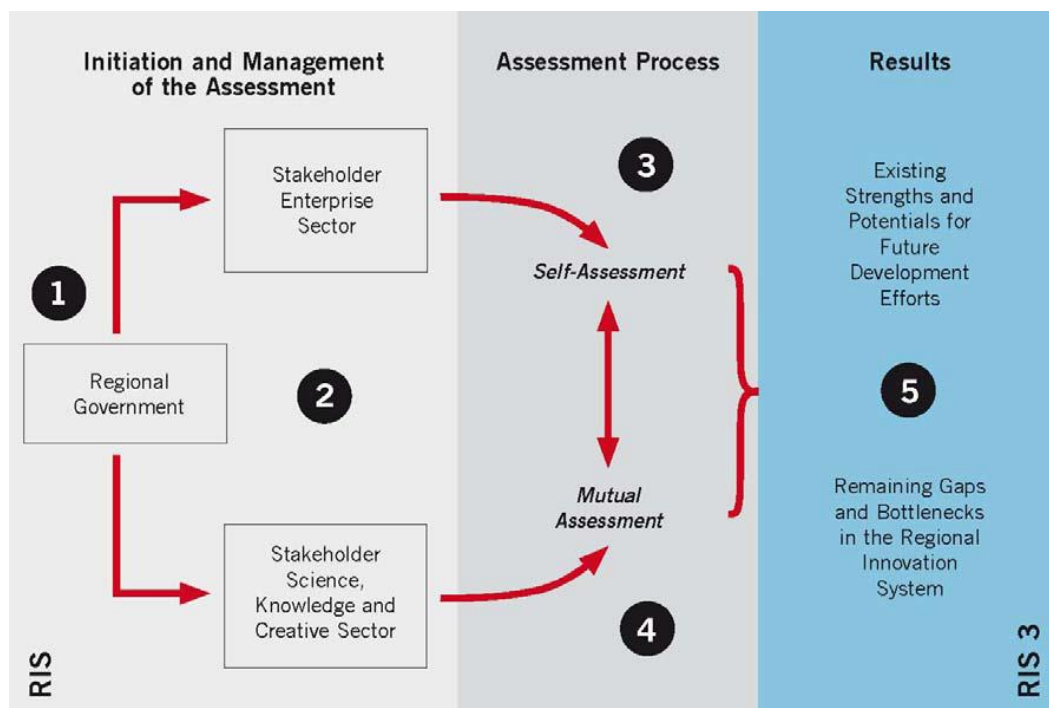 Initiation and Management
of the Assessment
Assessment Process
Results
Stakeholder
Enterprise
Sector
3
Existing
Strengths and
Potentials for
Future
Development
Efforts
Self-Assessment
1
Regional
Government
2
5
Mutual
Assessment
Remaining Gaps
and Bottlenecks
in the Regional
Innovation
System
Stakeholder
Science,
Knowledge and
Creative Sector
4
RIS
RIS 3